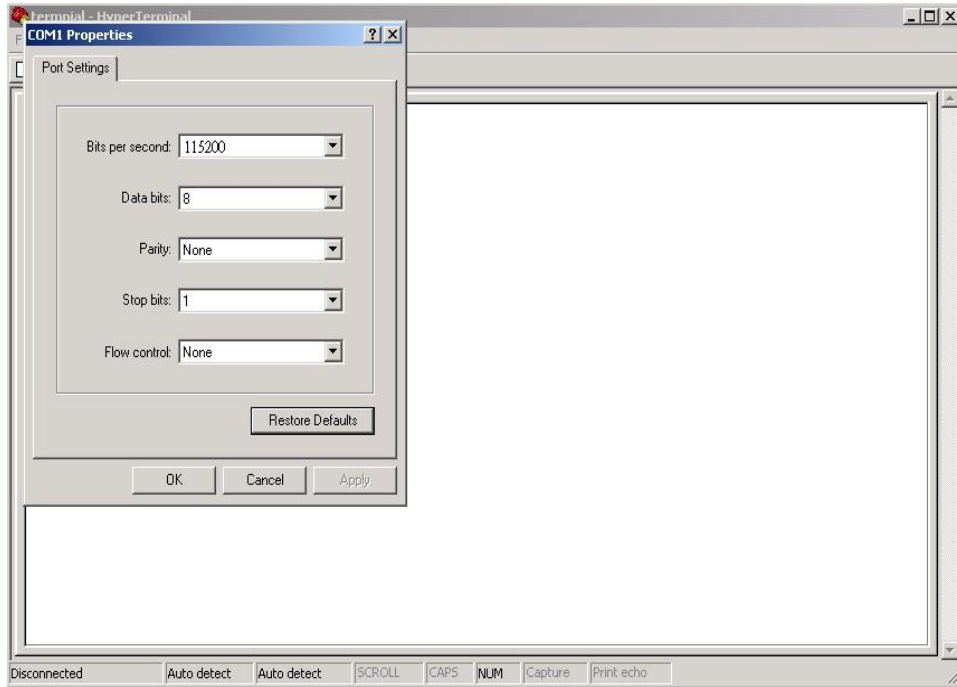 termpial - HyperTerminal
COM1 Properties
F
Port Settings
Bits per second: 115200
Data bits: 8
Parity: None
Stop bits: 1
Flow control: None
Restore Defaults
OK Cancel Apply
Disconnected Auto detect Auto detect SCROLL CAPS NUM Capture Print echo